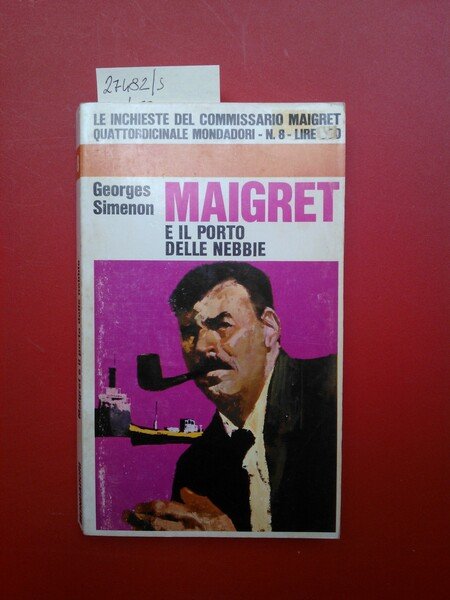 27482/s
LE INCHIESTE DEL COMMISSARIO MAIGRET
QUATTORDICINALE MONDADORI - N. 8 - LIRE
Georges
Simenon
MAIGRET
E IL PORTO
DELLE NEBBIE